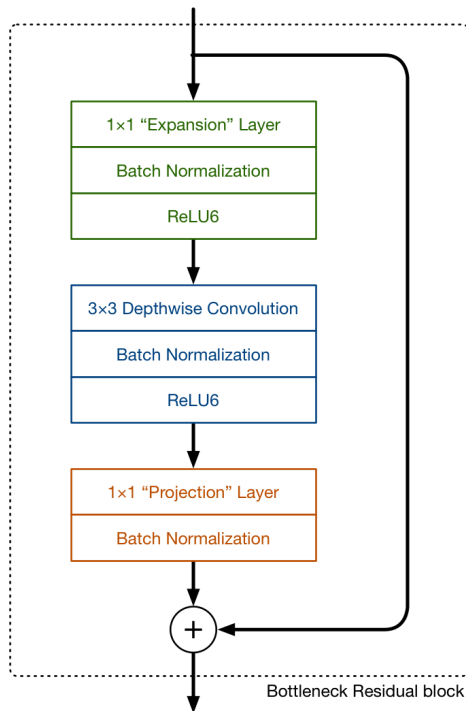 1×1 “Expansion” Layer
Batch Normalization
ReLU6
3×3 Depthwise Convolution
Batch Normalization
ReLU6
1×1 “Projection” Layer
Batch Normalization
+
Bottleneck Residual block